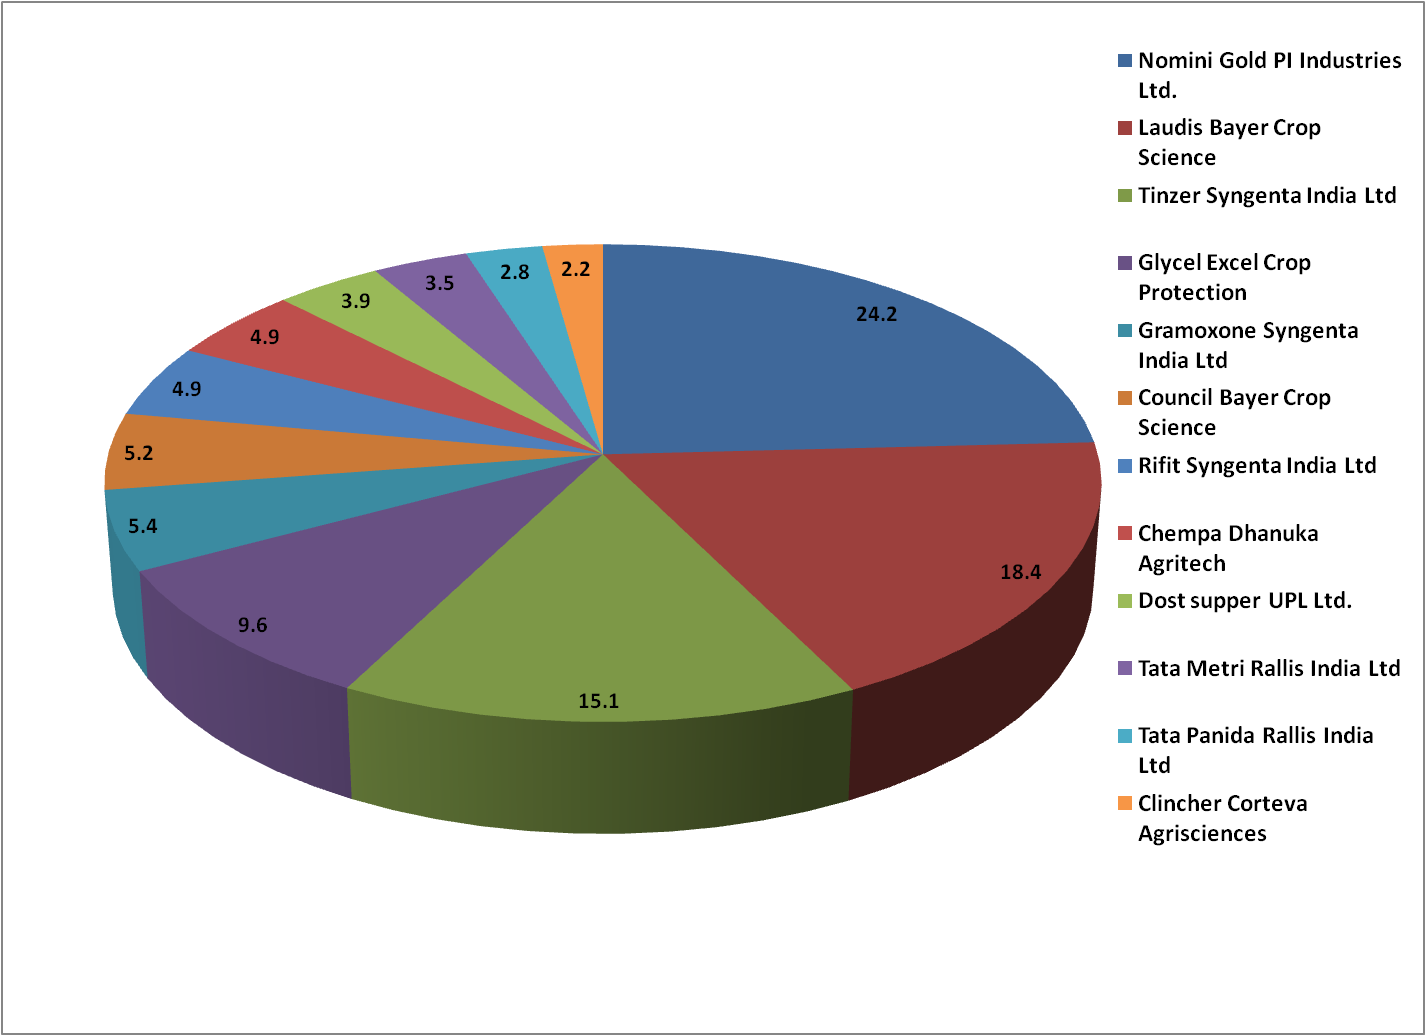 Nomini Gold PI Industries
Ltd.
Laudis Bayer Crop
Science
Tinzer Syngenta India Ltd
Glycel Excel Crop
Protection
Gramoxone Syngenta
India Ltd
Council Bayer Crop
Science
Rifit Syngenta India Ltd
Chempa Dhanuka
Agritech
Dost supper UPL Ltd.
Tata Metri Rallis India Ltd
Tata Panida Rallis India
Ltd
Clincher Corteva
Agrisciences
24.2
18.4
15.1
9.6
5.4
5.2
4.9
4.9
3.9
3.5
2.8
2.2